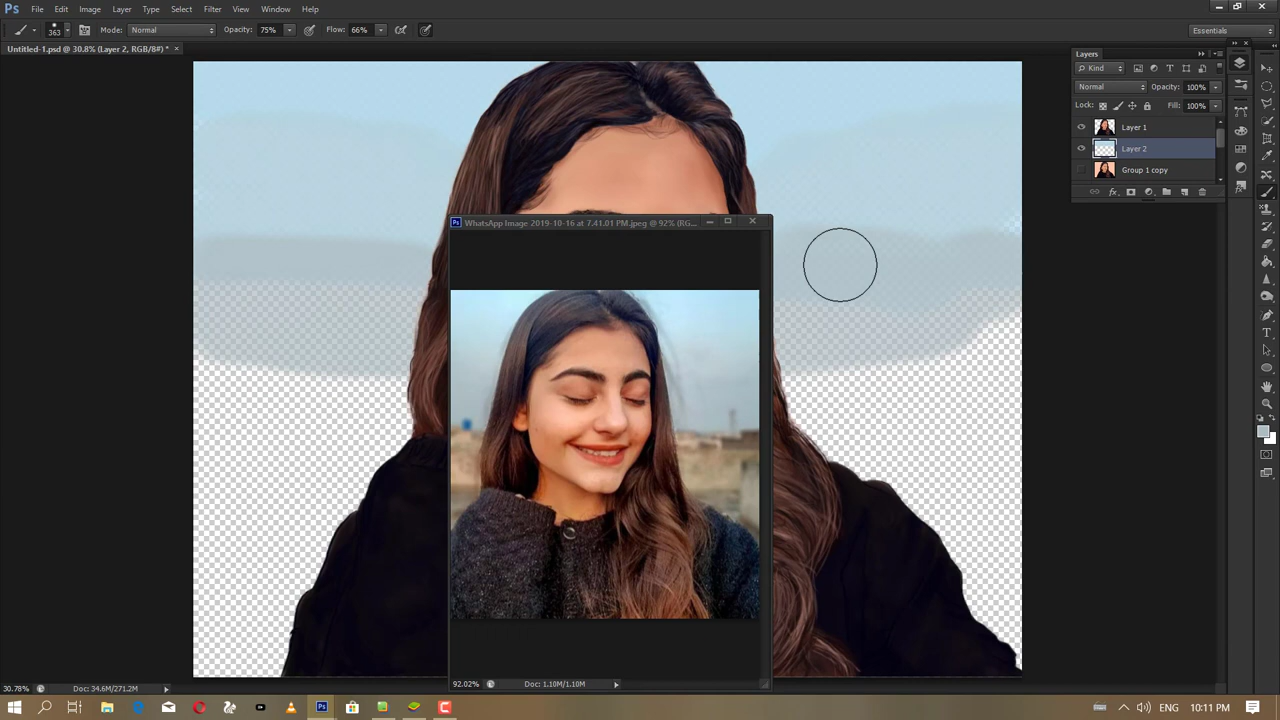 Ps File Edit Image Layer Type Select Filter View Window Help
363 Mode: Normal Opacity: 75% Flow: 66% Essentials
Untitled-1.psd @ 30.8% (Layer 2, RGB/8#) * ×
Layers
Kind
Normal Opacity: 100%
Lock: Fill: 100%
Layer 1
Layer 2
Group 1 copy
Ps WhatsApp Image 2019-10-16 at 7.41.01 PM.jpeg @ 92% (RG...
92.02% Doc: 1.10M/1.10M
30.78% Doc: 34.6M/271.2M
Ps 10:11 PM